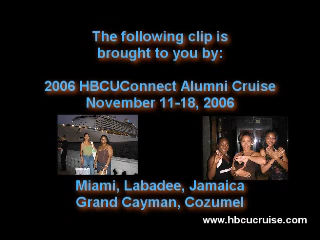 The following clip is
brought to you by:
2006 HBCUConnect Alumni Cruise
November 11-18, 2006
Miami, Labadee, Jamaica
Grand Cayman, Cozumel
www.hbcucruise.com